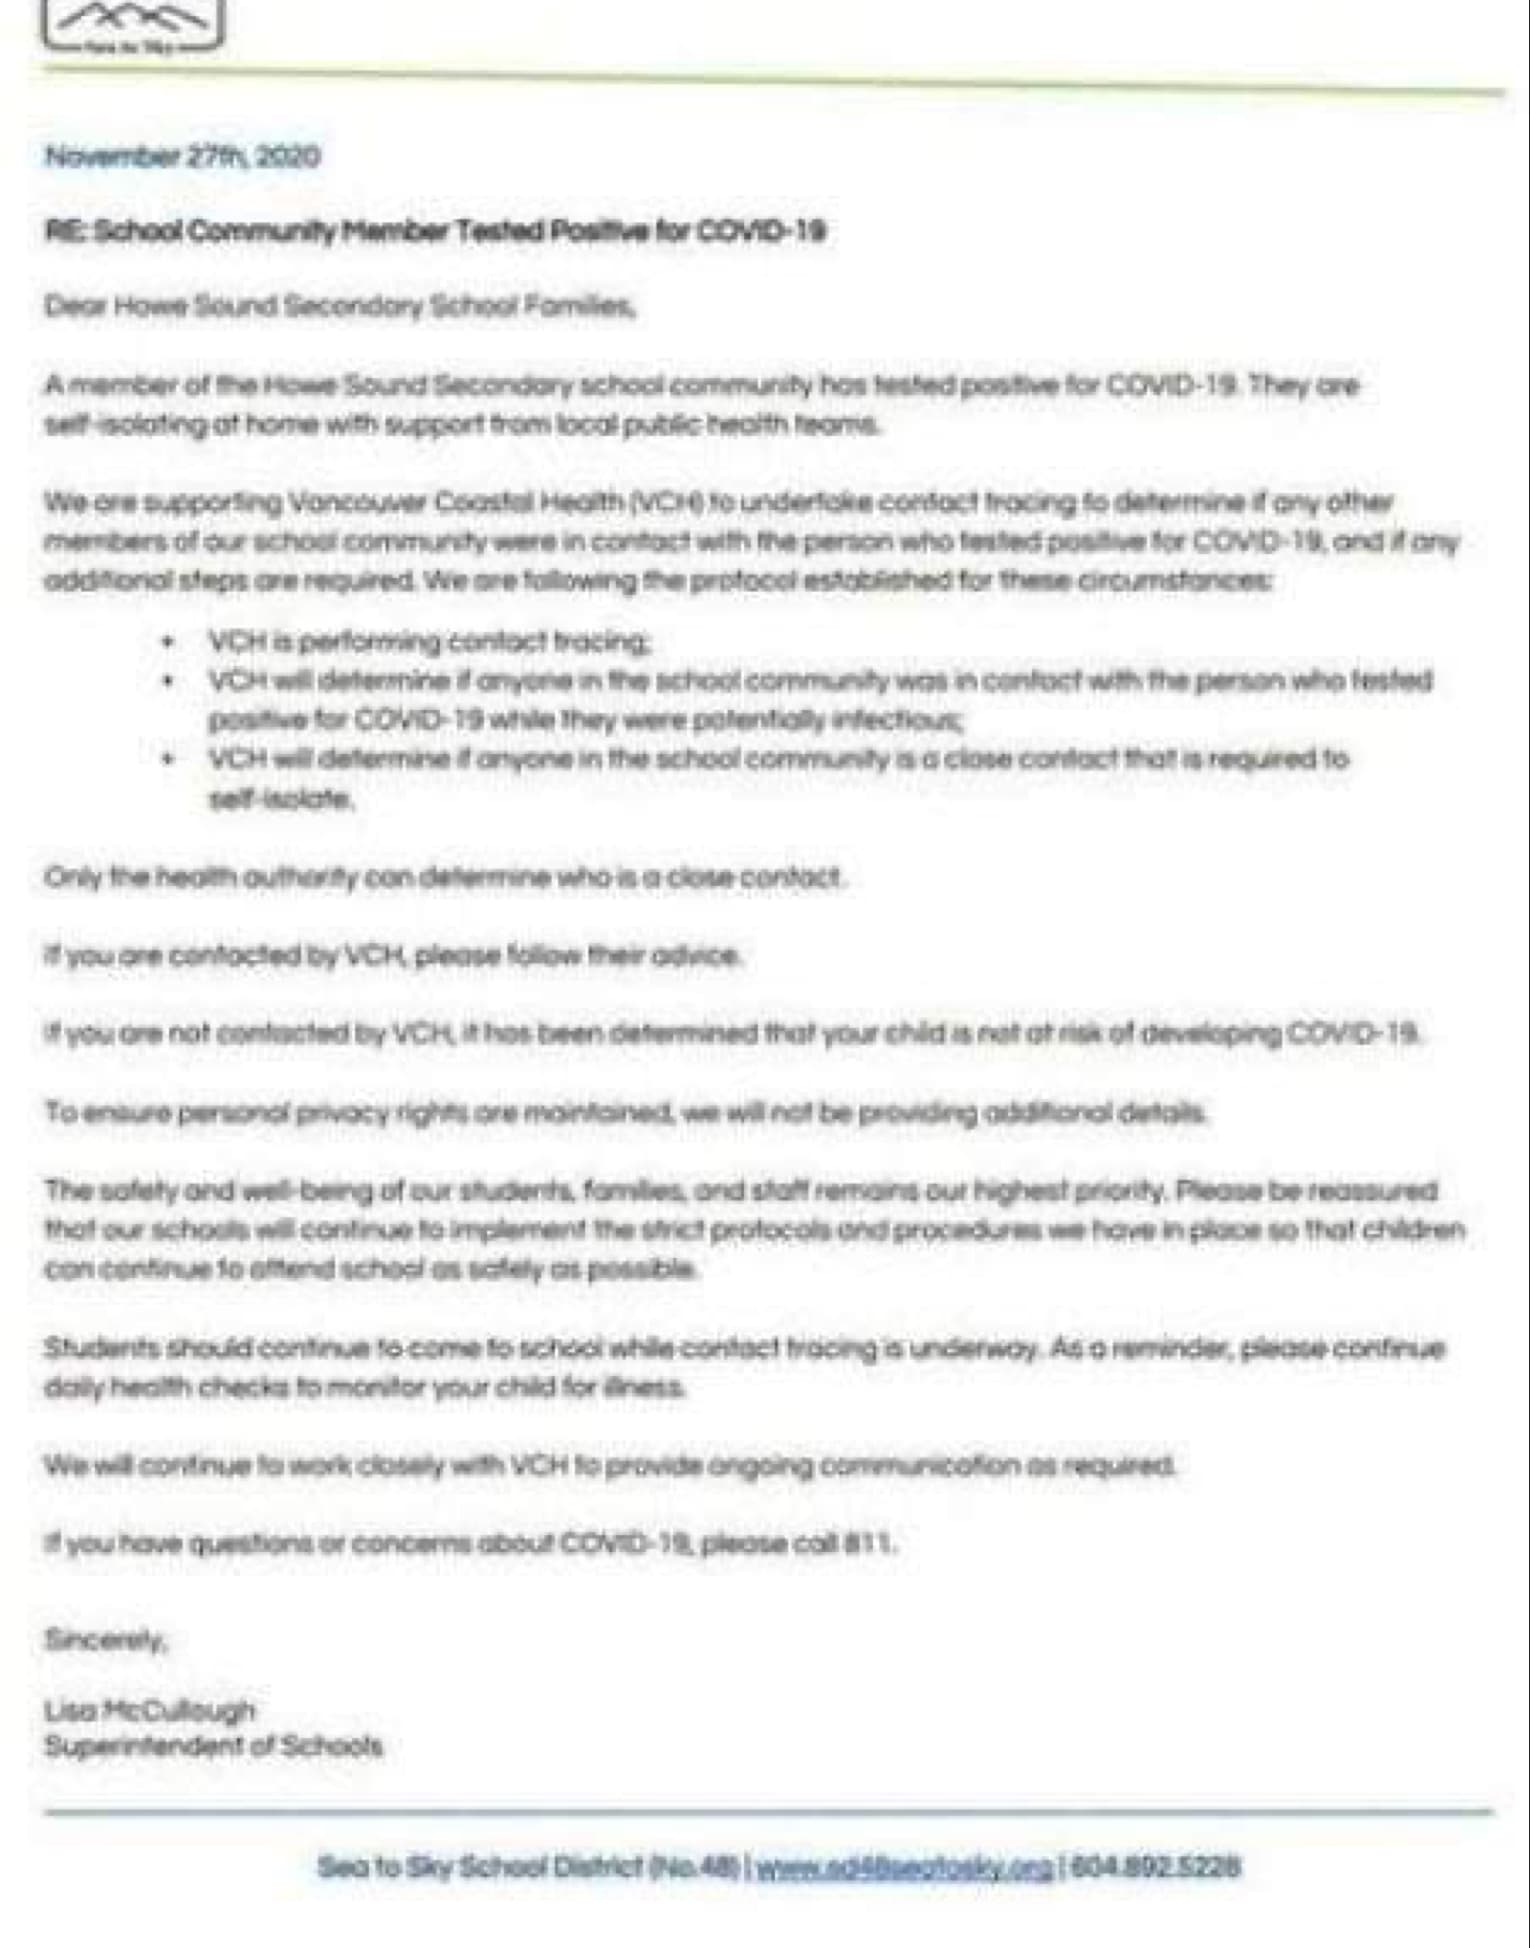 Sea to Sky
November 27th, 2020
RE: School Community Member Tested Positive for COVID-19
Dear Howe Sound Secondary School Families,
A member of the Howe Sound Secondary school community has tested positive for COVID-19. They are
self-isolating at home with support from local public health teams.
We are supporting Vancouver Coastal Health (VCH) to undertake contact tracing to determine if any other
members of our school community were in contact with the person who tested positive for COVID-19, and if any
additional steps are required. We are following the protocol established for these circumstances:
• VCH is performing contact tracing;
• VCH will determine if anyone in the school community was in contact with the person who tested
positive for COVID-19 while they were potentially infectious;
• VCH will determine if anyone in the school community is a close contact that is required to
self-isolate.
Only the health authority can determine who is a close contact.
If you are contacted by VCH, please follow their advice.
If you are not contacted by VCH, it has been determined that your child is not at risk of developing COVID-19.
To ensure personal privacy rights are maintained, we will not be providing additional details.
The safety and well-being of our students, families, and staff remains our highest priority. Please be reassured
that our schools will continue to implement the strict protocols and procedures we have in place so that children
can continue to attend school as safely as possible.
Students should continue to come to school while contact tracing is underway. As a reminder, please continue
daily health checks to monitor your child for illness.
We will continue to work closely with VCH to provide ongoing communication as required.
If you have questions or concerns about COVID-19, please call 811.
Sincerely,
Lisa McCullough
Superintendent of Schools
Sea to Sky School District (No.48) | www.sd48seatosky.org | 604.892.5228